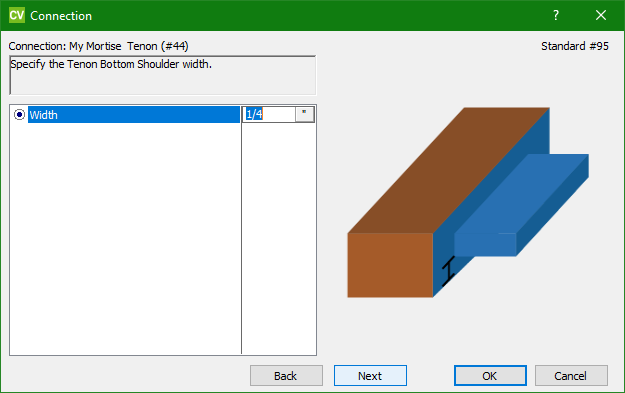 CV Connection ?
Connection: My Mortise  Tenon (#44) Standard #95
Specify the Tenon Bottom Shoulder width.
Width 1/4 "
Back Next OK Cancel